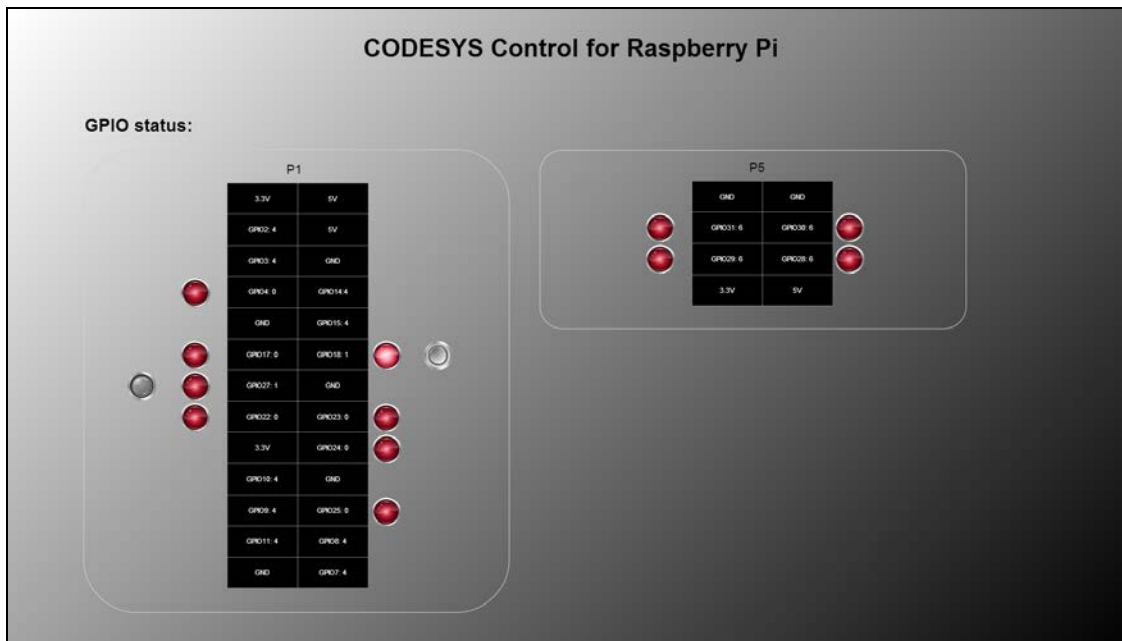 CODESYS Control for Raspberry Pi
GPIO status:
P1
3.3V 5V
GPIO2: 4 5V
GPIO3: 4 GND
GPIO4: 0 GPIO14:4
GND GPIO15: 4
GPIO17: 0 GPIO18: 1
GPIO27: 1 GND
GPIO22: 0 GPIO23: 0
3.3V GPIO24: 0
GPIO10: 4 GND
GPIO9: 4 GPIO25: 0
GPIO11: 4 GPIO8: 4
GND GPIO7: 4
P5
GND GND
GPIO31: 6 GPIO30: 6
GPIO29: 6 GPIO28: 6
3.3V 5V